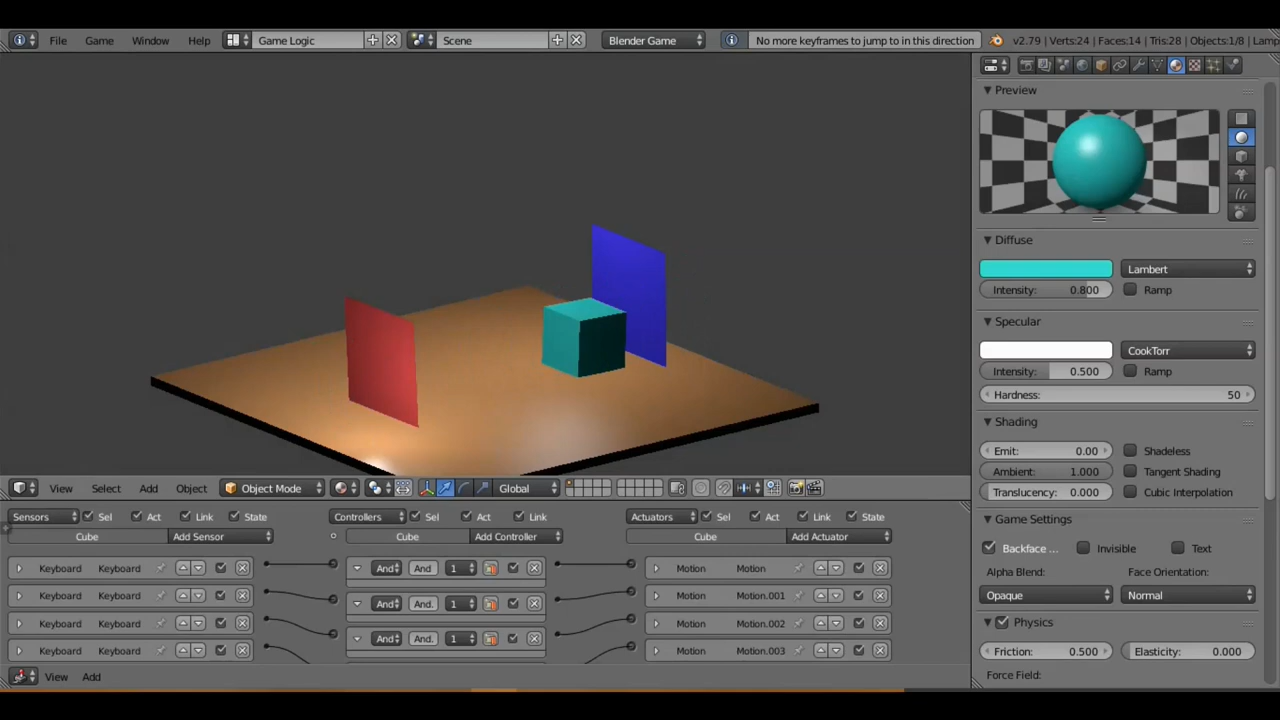 File Game Window Help Game Logic Scene Blender Game No more keyframes to jump to in this direction v2.79 | Verts:24 | Faces:14 | Tris:28 | Objects:1/8 | Lamp
Preview
Diffuse
Lambert
Intensity: 0.800 Ramp
Specular
CookTorr
Intensity: 0.500 Ramp
Hardness: 50
Shading
Emit: 0.00 Shadeless
Ambient: 1.000 Tangent Shading
Translucency: 0.000 Cubic Interpolation
Game Settings
Backface ... Invisible Text
Alpha Blend: Face Orientation:
Opaque Normal
Physics
Friction: 0.500 Elasticity: 0.000
Force Field:
View Select Add Object Object Mode Global
Sensors Sel Act Link State Controllers Sel Act Link Actuators Sel Act Link State
Cube Add Sensor Cube Add Controller Cube Add Actuator
Keyboard Keyboard And And 1 Motion Motion
Keyboard Keyboard And And. 1 Motion Motion.001
Keyboard Keyboard And And. 1 Motion Motion.002
Keyboard Keyboard Motion Motion.003
View Add